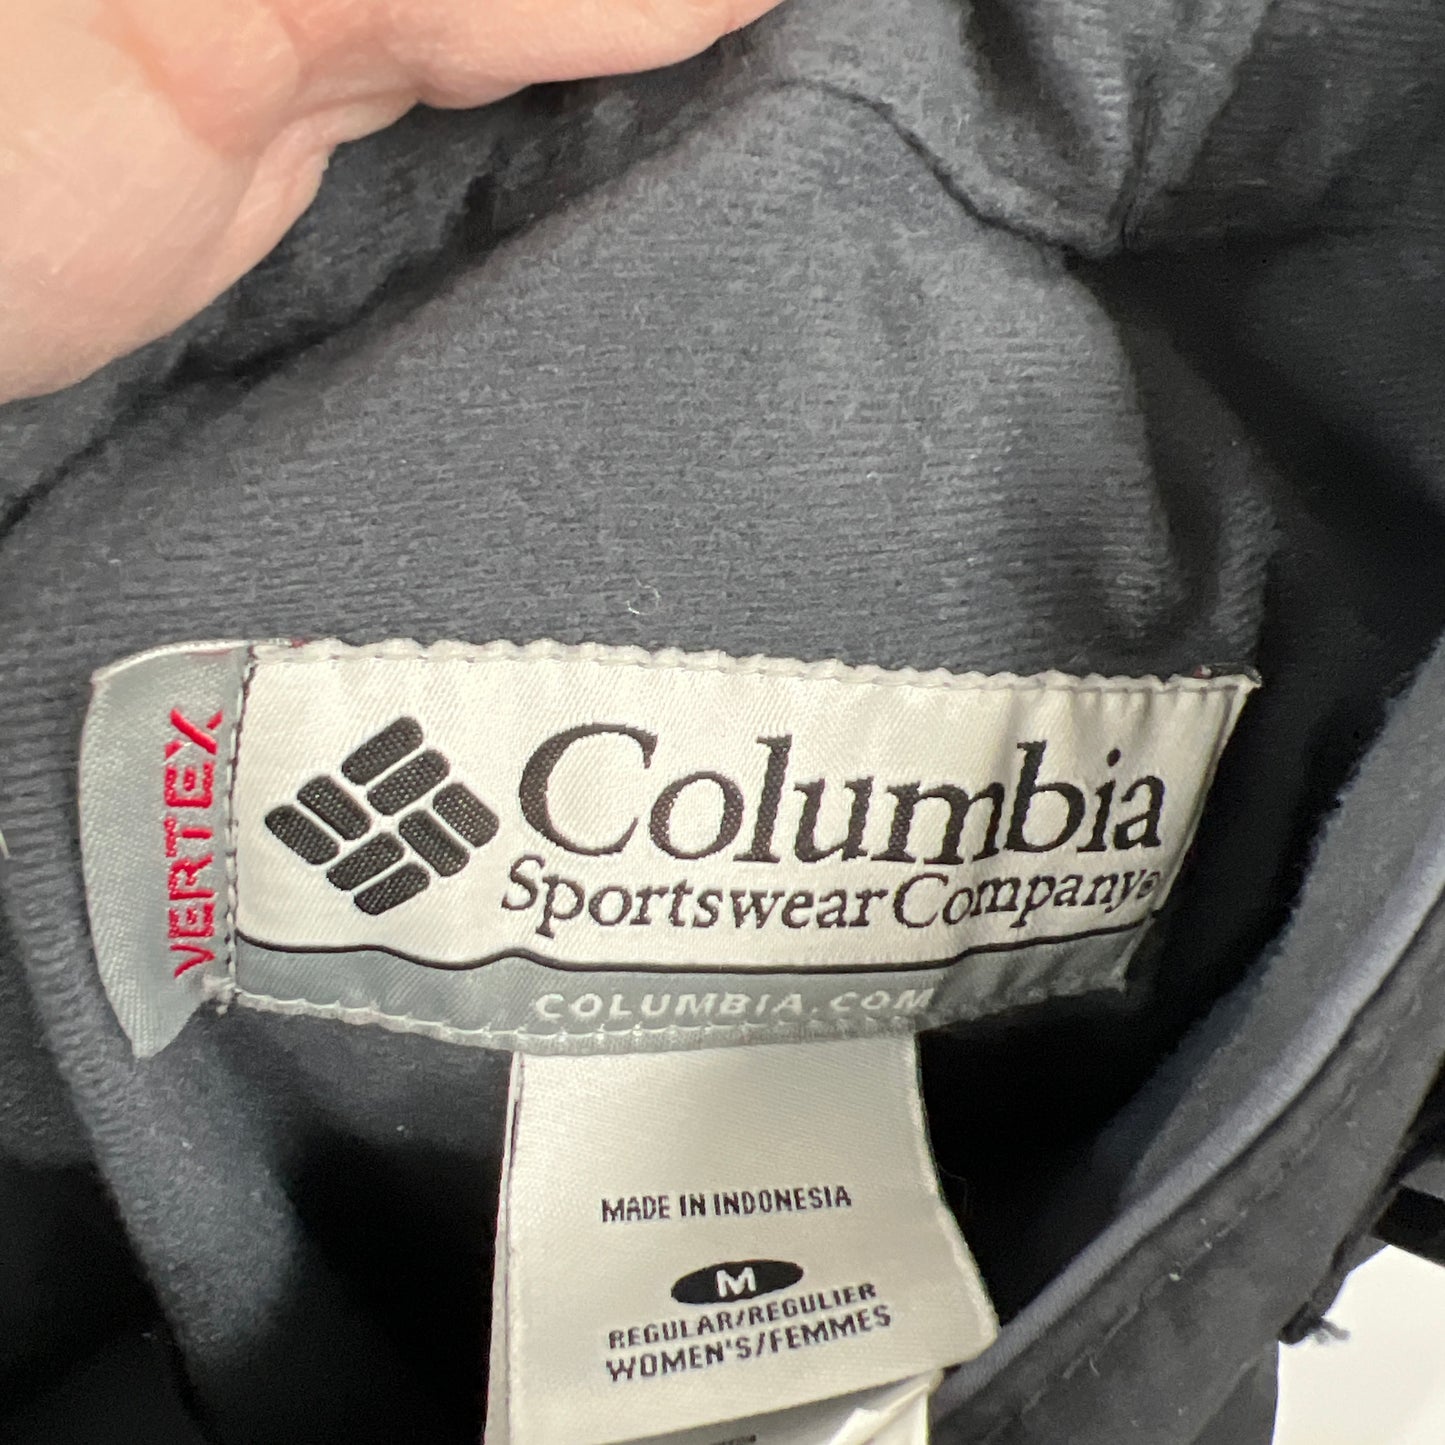 VERTEX
Columbia
Sportswear Company®
COLUMBIA.COM
MADE IN INDONESIA
M
REGULAR/REGULIER
WOMEN'S/FEMMES